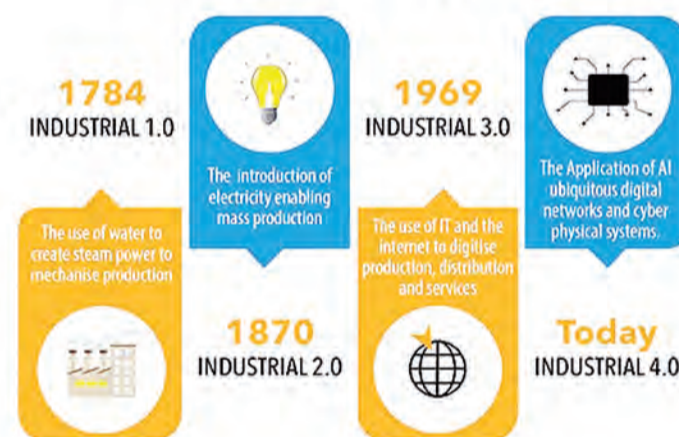 1784
INDUSTRIAL 1.0
The use of water to
create steam power to
mechanise production
The introduction of
electricity enabling
mass production
1870
INDUSTRIAL 2.0
1969
INDUSTRIAL 3.0
The use of IT and the
internet to digitise
production, distribution
and services
The Application of AI
ubiquitous digital
networks and cyber
physical systems.
Today
INDUSTRIAL 4.0